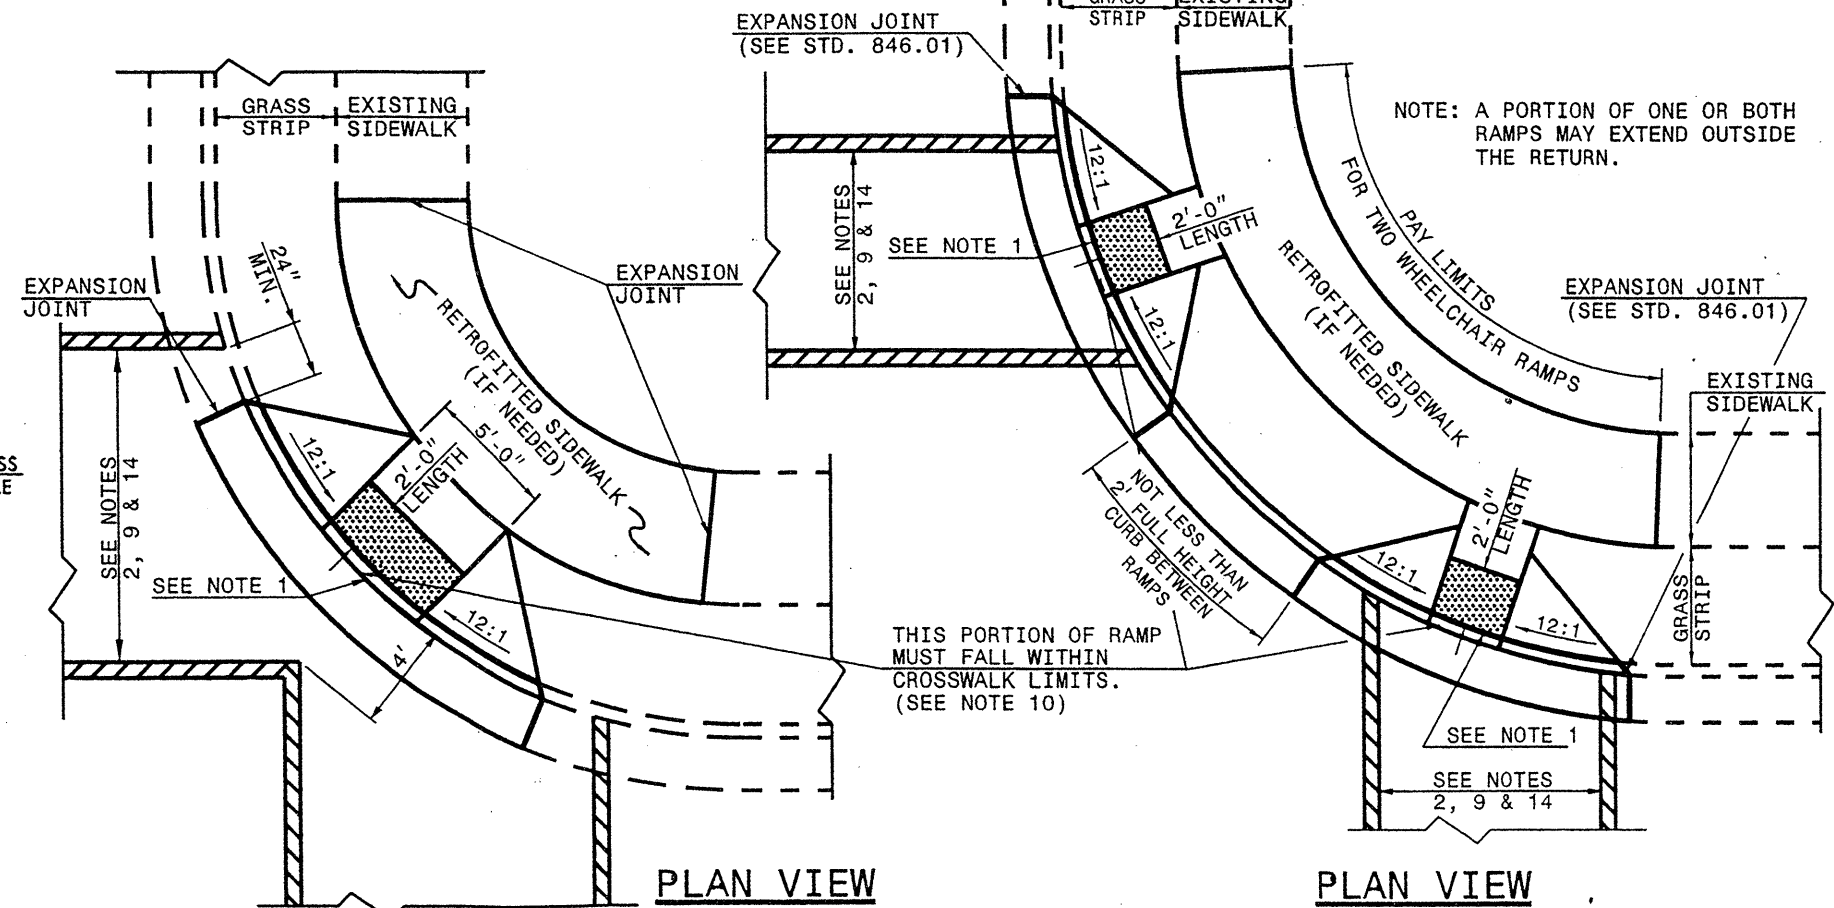 GRASS
STRIP
EXISTING
SIDEWALK
24"
MIN.
EXPANSION
JOINT
SEE NOTES
2, 9 & 14
12:1
2'-0"
LENGTH
5'-0"
RETROFITTED SIDEWALK
(IF NEEDED)
EXPANSION
JOINT
SEE NOTE 1
12:1
4'
PLAN VIEW
EXPANSION JOINT
(SEE STD. 846.01)
STRIP
EXISTING
SIDEWALK
NOTE: A PORTION OF ONE OR BOTH
RAMPS MAY EXTEND OUTSIDE
THE RETURN.
12:1
SEE NOTES
2, 9 & 14
SEE NOTE 1
2'-0"
LENGTH
12:1
PAY LIMITS
FOR TWO WHEELCHAIR RAMPS
RETROFITTED SIDEWALK
(IF NEEDED)
EXPANSION JOINT
(SEE STD. 846.01)
EXISTING
SIDEWALK
NOT LESS THAN
2' FULL HEIGHT
CURB BETWEEN
RAMPS
2'-0"
LENGTH
12:1
12:1
GRASS
STRIP
THIS PORTION OF RAMP
MUST FALL WITHIN
CROSSWALK LIMITS.
(SEE NOTE 10)
SEE NOTE 1
SEE NOTES
2, 9 & 14
PLAN VIEW